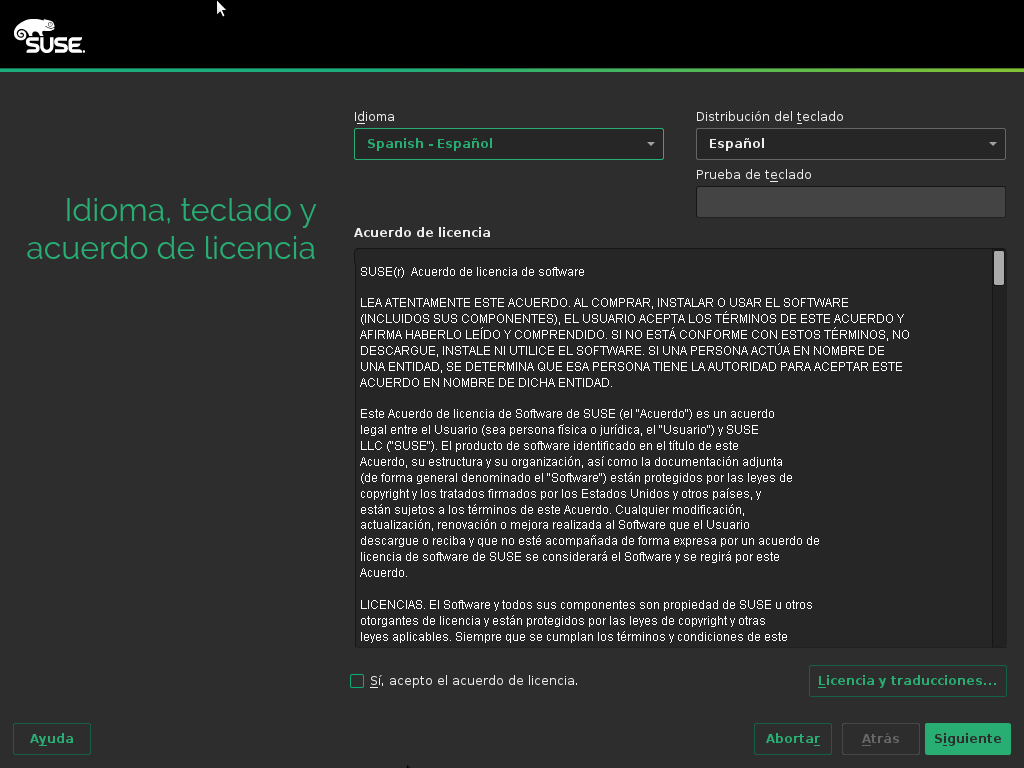 SUSE.
Idioma
Distribución del teclado
Spanish - Español
Español
Prueba de teclado
Idioma, teclado y
acuerdo de licencia
Acuerdo de licencia
SUSE(r)  Acuerdo de licencia de software
LEA ATENTAMENTE ESTE ACUERDO. AL COMPRAR, INSTALAR O USAR EL SOFTWARE
(INCLUIDOS SUS COMPONENTES), EL USUARIO ACEPTA LOS TÉRMINOS DE ESTE ACUERDO Y
AFIRMA HABERLO LEÍDO Y COMPRENDIDO. SI NO ESTÁ CONFORME CON ESTOS TÉRMINOS, NO
DESCARGUE, INSTALE NI UTILICE EL SOFTWARE. SI UNA PERSONA ACTÚA EN NOMBRE DE
UNA ENTIDAD, SE DETERMINA QUE ESA PERSONA TIENE LA AUTORIDAD PARA ACEPTAR ESTE
ACUERDO EN NOMBRE DE DICHA ENTIDAD.
Este Acuerdo de licencia de Software de SUSE (el "Acuerdo") es un acuerdo
legal entre el Usuario (sea persona física o jurídica, el "Usuario") y SUSE
LLC ("SUSE"). El producto de software identificado en el título de este
Acuerdo, su estructura y su organización, así como la documentación adjunta
(de forma general denominado el "Software") están protegidos por las leyes de
copyright y los tratados firmados por los Estados Unidos y otros países, y
están sujetos a los términos de este Acuerdo. Cualquier modificación,
actualización, renovación o mejora realizada al Software que el Usuario
descargue o reciba y que no esté acompañada de forma expresa por un acuerdo de
licencia de software de SUSE se considerará el Software y se regirá por este
Acuerdo.
LICENCIAS. El Software y todos sus componentes son propiedad de SUSE u otros
otorgantes de licencia y están protegidos por las leyes de copyright y otras
leyes aplicables. Siempre que se cumplan los términos y condiciones de este
Sí, acepto el acuerdo de licencia.
Licencia y traducciones...
Ayuda
Abortar
Atrás
Siguiente